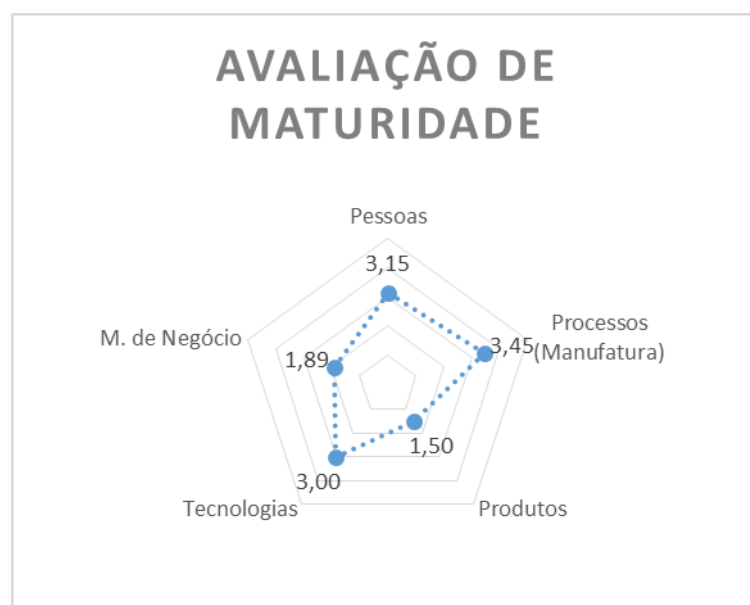 AVALIAÇÃO DE
MATURIDADE
Pessoas
3,15
M. de Negócio
1,89
3,45
Processos
(Manufatura)
1,50
3,00
Tecnologias
Produtos